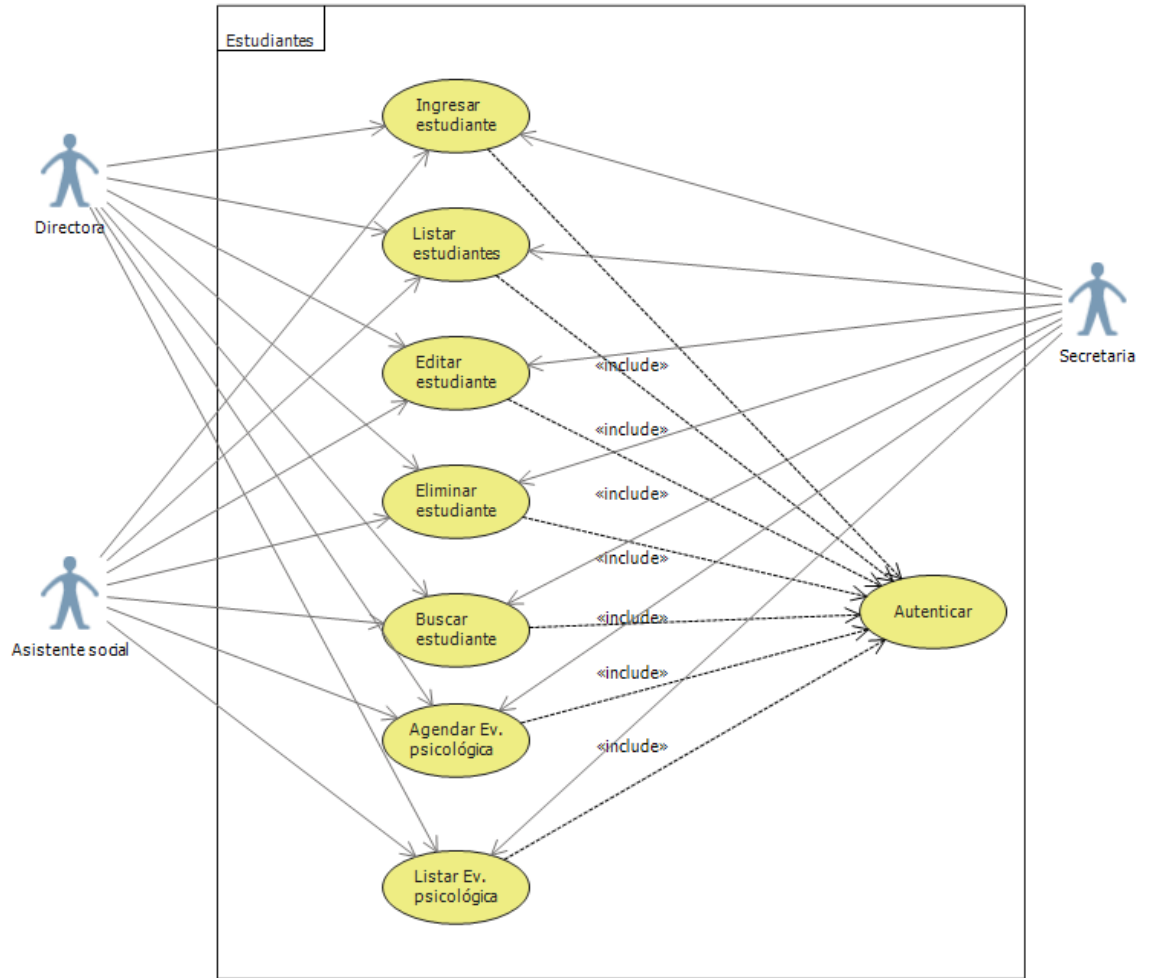 Estudiantes
Ingresar
estudiante
Directora
Listar
estudiantes
Secretaria
Editar
estudiante
«include»
«include»
Eliminar
estudiante
«include»
Autenticar
«include»
Buscar
estudiante
Asistente social
«include»
Agendar Ev.
psicológica
«include»
Listar Ev.
psicológica